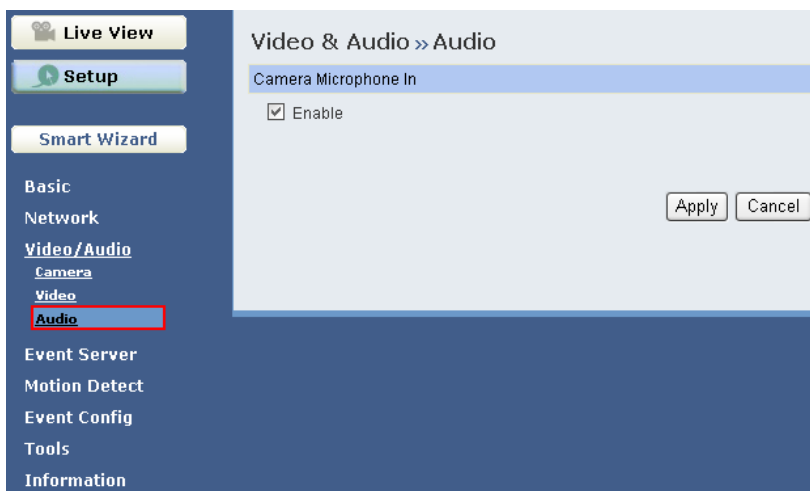 Live View
Setup
Smart Wizard
Basic
Network
Video/Audio
Camera
Video
Audio
Event Server
Motion Detect
Event Config
Tools
Information
Video & Audio » Audio
Camera Microphone In
Enable
Apply Cancel